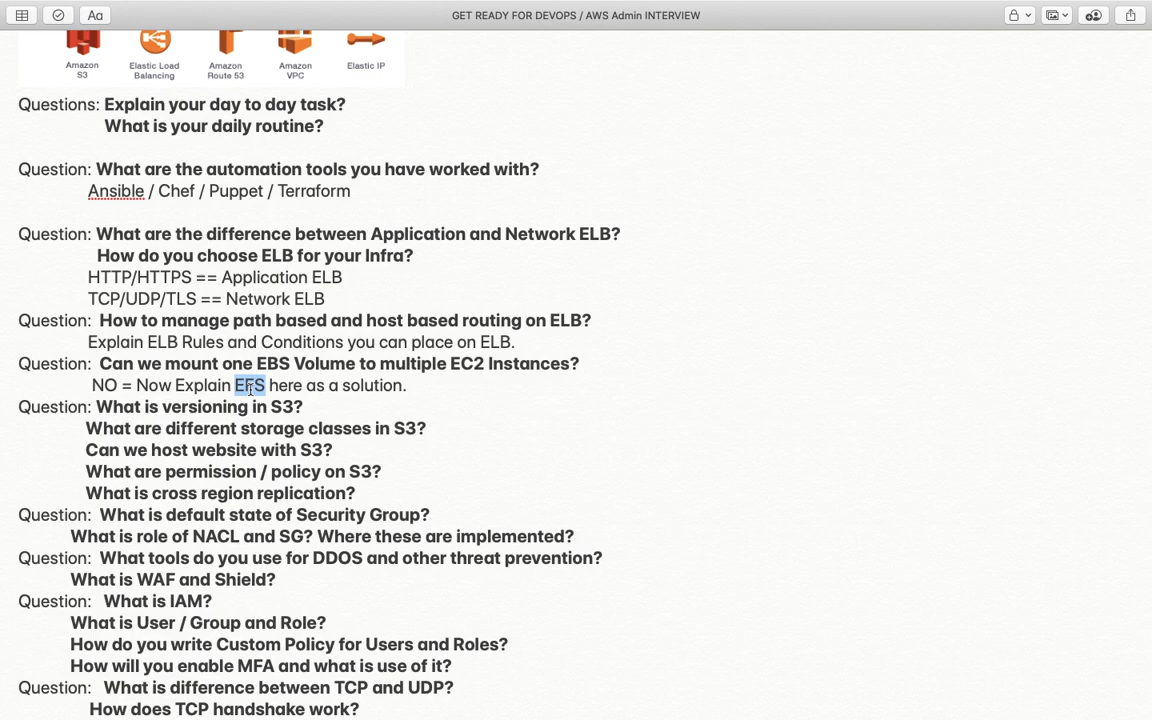 GET READY FOR DEVOPS / AWS Admin INTERVIEW
Aa
Amazon S3
Elastic Load Balancing
Amazon Route 53
Amazon VPC
Elastic IP
Questions: Explain your day to day task?
What is your daily routine?
Question: What are the automation tools you have worked with?
Ansible / Chef / Puppet / Terraform
Question: What are the difference between Application and Network ELB?
How do you choose ELB for your Infra?
HTTP/HTTPS == Application ELB
TCP/UDP/TLS == Network ELB
Question: How to manage path based and host based routing on ELB?
Explain ELB Rules and Conditions you can place on ELB.
Question: Can we mount one EBS Volume to multiple EC2 Instances?
NO = Now Explain EFS here as a solution.
Question: What is versioning in S3?
What are different storage classes in S3?
Can we host website with S3?
What are permission / policy on S3?
What is cross region replication?
Question: What is default state of Security Group?
What is role of NACL and SG? Where these are implemented?
Question: What tools do you use for DDOS and other threat prevention?
What is WAF and Shield?
Question: What is IAM?
What is User / Group and Role?
How do you write Custom Policy for Users and Roles?
How will you enable MFA and what is use of it?
Question: What is difference between TCP and UDP?
How does TCP handshake work?